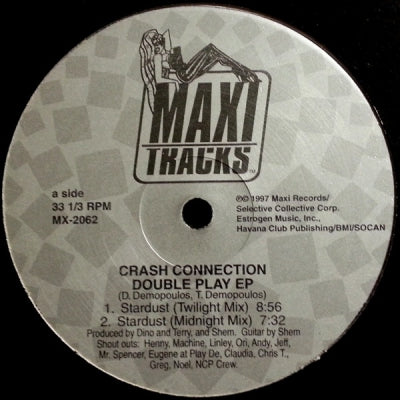 MAXI
TRACKS™
a side
33 1/3 RPM
MX-2062
℗© 1997 Maxi Records/
Selective Collective Corp.
Estrogen Music, Inc.,
Havana Club Publishing/BMI/SOCAN
CRASH CONNECTION
DOUBLE PLAY EP
(D. Demopoulos, T. Demopoulos)
1. Stardust (Twilight Mix) 8:56
2. Stardust (Midnight Mix) 7:32
Produced by Dino and Terry, and Shem. Guitar by Shem
Shout outs: Henny, Machine, Linley, Ori, Andy, Jeff,
Mr. Spencer, Eugene at Play De, Claudia, Chris T.,
Greg, Noel, NCP Crew.